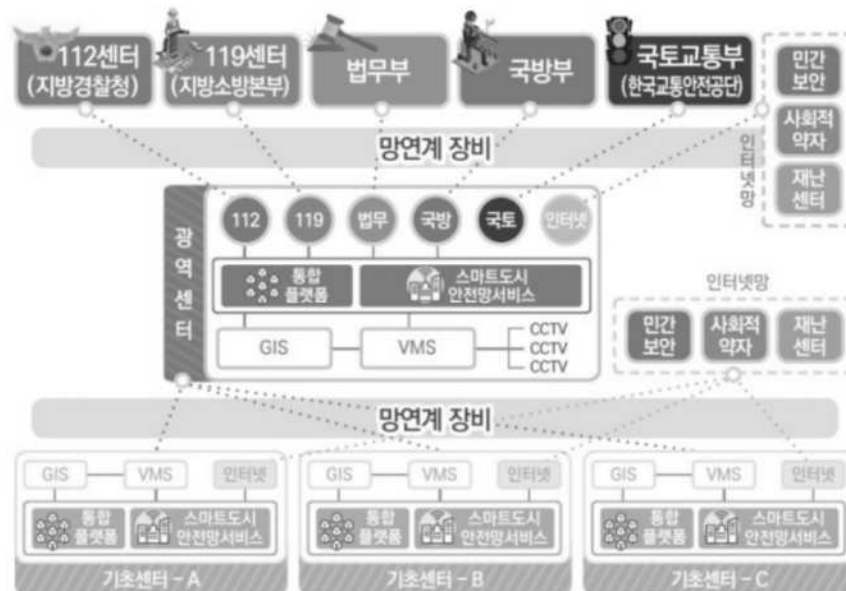 112센터
(지방경찰청)
119센터
(지방소방본부)
법무부
국방부
국토교통부
(한국교통안전공단)
민간
보안
사회적
약자
재난
센터
인터넷망
망연계 장비
광역센터
112
119
법무
국방
국토
인터넷
통합
플랫폼
스마트도시
안전망서비스
GIS
VMS
CCTV
CCTV
CCTV
인터넷망
민간
보안
사회적
약자
재난
센터
망연계 장비
GIS
VMS
인터넷
통합
플랫폼
스마트도시
안전망서비스
기초센터 – A
GIS
VMS
인터넷
통합
플랫폼
스마트도시
안전망서비스
기초센터 – B
GIS
VMS
인터넷
통합
플랫폼
스마트도시
안전망서비스
기초센터 – C